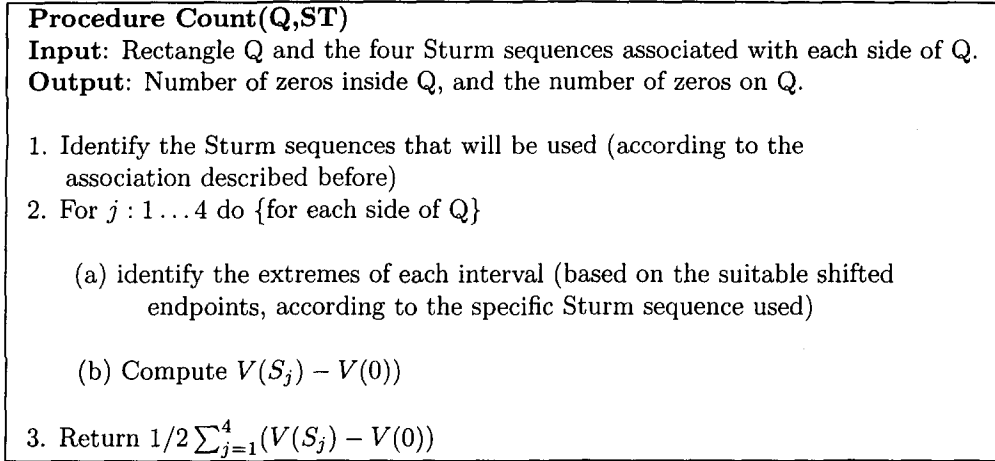 Procedure Count(Q,ST)
Input: Rectangle Q and the four Sturm sequences associated with each side of Q.
Output: Number of zeros inside Q, and the number of zeros on Q.
1. Identify the Sturm sequences that will be used (according to the
association described before)
2. For j : 1 … 4 do {for each side of Q}
(a) identify the extremes of each interval (based on the suitable shifted
endpoints, according to the specific Sturm sequence used)
(b) Compute V(S_j) − V(0))
3. Return 1/2 ∑_{j=1}^{4}(V(S_j) − V(0))